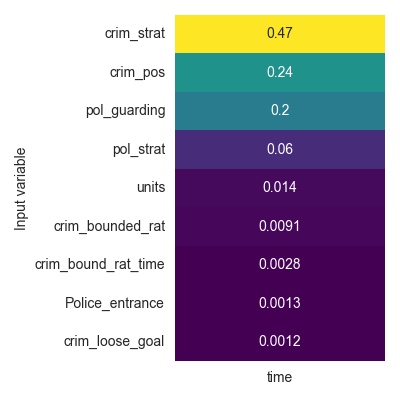 crim_strat 0.47
crim_pos 0.24
pol_guarding 0.2
pol_strat 0.06
units 0.014
crim_bounded_rat 0.0091
crim_bound_rat_time 0.0028
Police_entrance 0.0013
crim_loose_goal 0.0012
Input variable
time